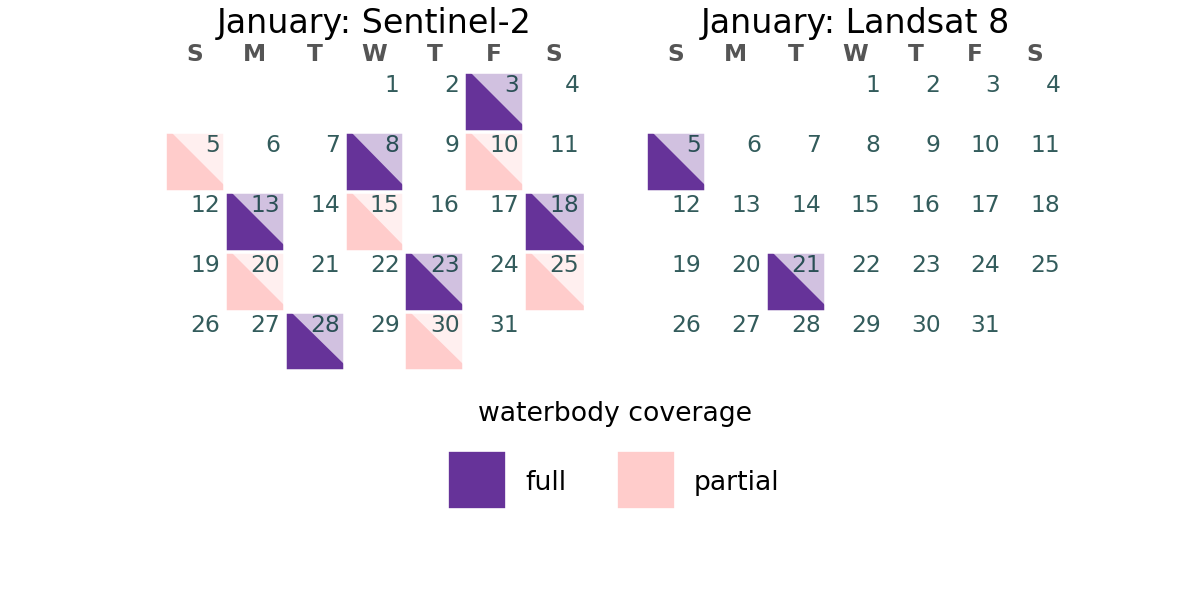 January: Sentinel-2
S M T W T F S
1 2 3 4
5 6 7 8 9 10 11
12 13 14 15 16 17 18
19 20 21 22 23 24 25
26 27 28 29 30 31
January: Landsat 8
S M T W T F S
1 2 3 4
5 6 7 8 9 10 11
12 13 14 15 16 17 18
19 20 21 22 23 24 25
26 27 28 29 30 31
waterbody coverage
full partial